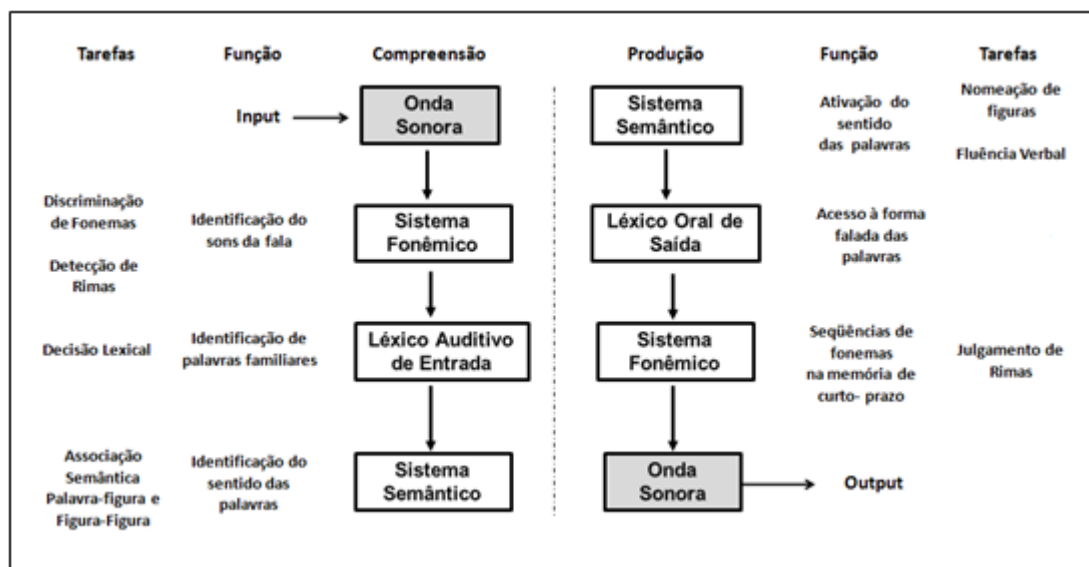 Tarefas
Função
Compreensão
Produção
Função
Tarefas
Input
Onda
Sonora
Sistema
Semântico
Ativação do
sentido
das palavras
Nomeação de
figuras
Fluência Verbal
Discriminação
de Fonemas
Detecção de
Rimas
Identificação do
sons da fala
Sistema
Fonêmico
Léxico Oral de
Saída
Acesso à forma
falada das
palavras
Decisão Lexical
Identificação de
palavras familiares
Léxico Auditivo
de Entrada
Sistema
Fonêmico
Seqüências de
fonemas
na memória de
curto- prazo
Julgamento de
Rimas
Associação
Semântica
Palavra-figura e
Figura-Figura
Identificação do
sentido das
palavras
Sistema
Semântico
Onda
Sonora
Output